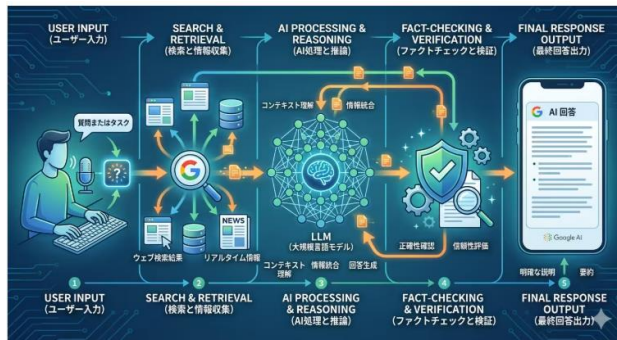 USER INPUT
(ユーザー入力)
SEARCH &
RETRIEVAL
(検索と情報収集)
AI PROCESSING &
REASONING
(AI処理と推論)
FACT-CHECKING &
VERIFICATION
(ファクトチェックと検証)
FINAL RESPONSE
OUTPUT
(最終回答出力)
質問またはタスク
?
G
NEWS
ウェブ検索結果
リアルタイム情報
コンテキスト理解
情報統合
LLM
(大規模言語モデル)
コンテキスト
理解
情報統合
回答生成
正確性確認
信頼性評価
G AI 回答
Google AI
明確な説明
要約
1
USER INPUT
(ユーザー入力)
2
SEARCH & RETRIEVAL
(検索と情報収集)
3
AI PROCESSING
& REASONING
(AI処理と推論)
4
FACT-CHECKING
& VERIFICATION
(ファクトチェックと検証)
5
FINAL RESPONSE
OUTPUT
(最終回答出力)